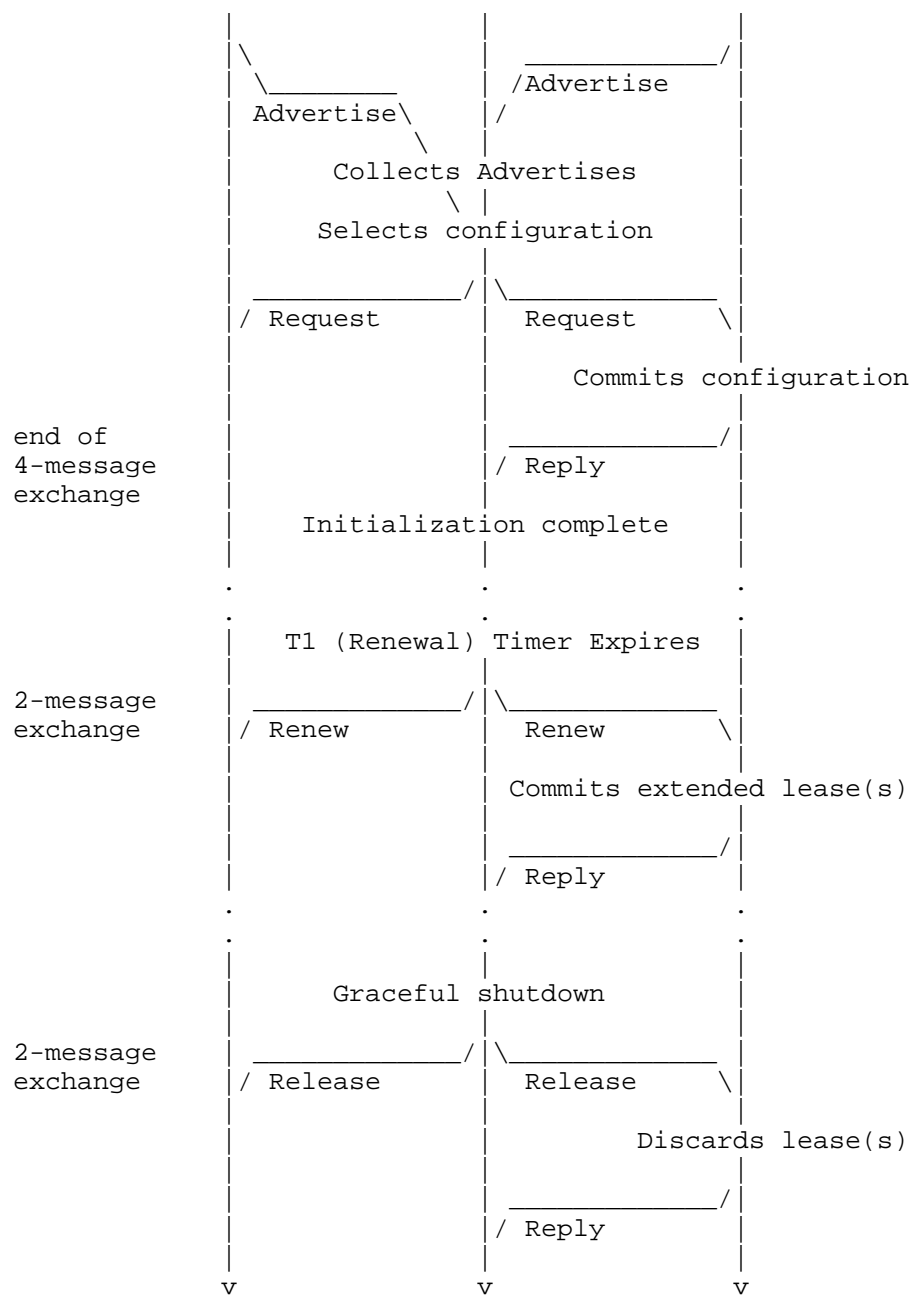 Advertise
Advertise
Collects Advertises
Selects configuration
Request Request
Commits configuration
end of
4-message Reply
exchange
Initialization complete
T1 (Renewal) Timer Expires
2-message
exchange Renew Renew
Commits extended lease(s)
Reply
Graceful shutdown
2-message
exchange Release Release
Discards lease(s)
Reply
v v v